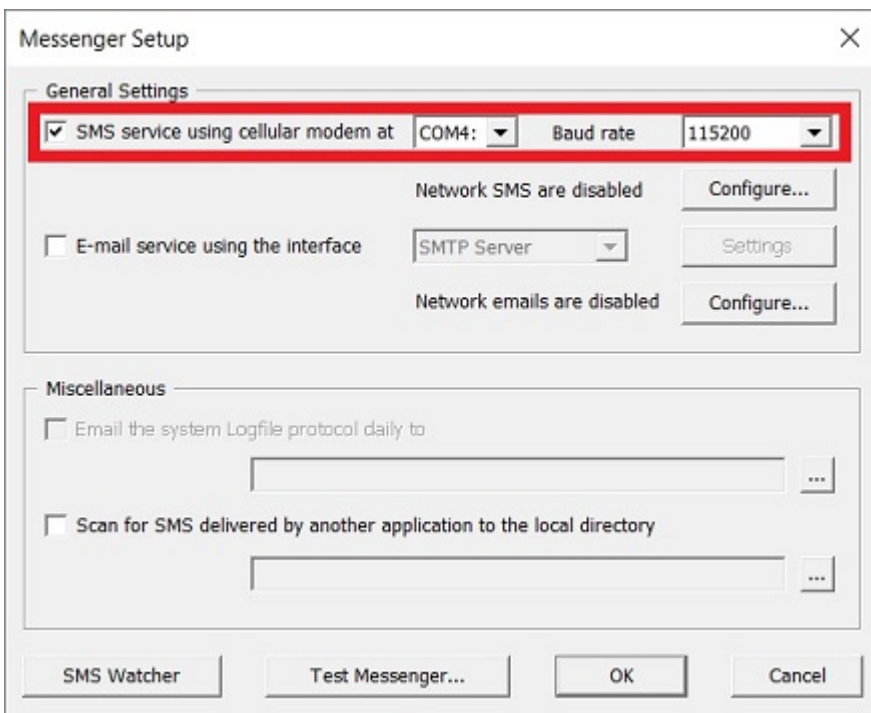 Messenger Setup
General Settings
SMS service using cellular modem at COM4: Baud rate 115200
Network SMS are disabled Configure...
E-mail service using the interface SMTP Server Settings
Network emails are disabled Configure...
Miscellaneous
Email the system Logfile protocol daily to
...
Scan for SMS delivered by another application to the local directory
...
SMS Watcher Test Messenger... OK Cancel